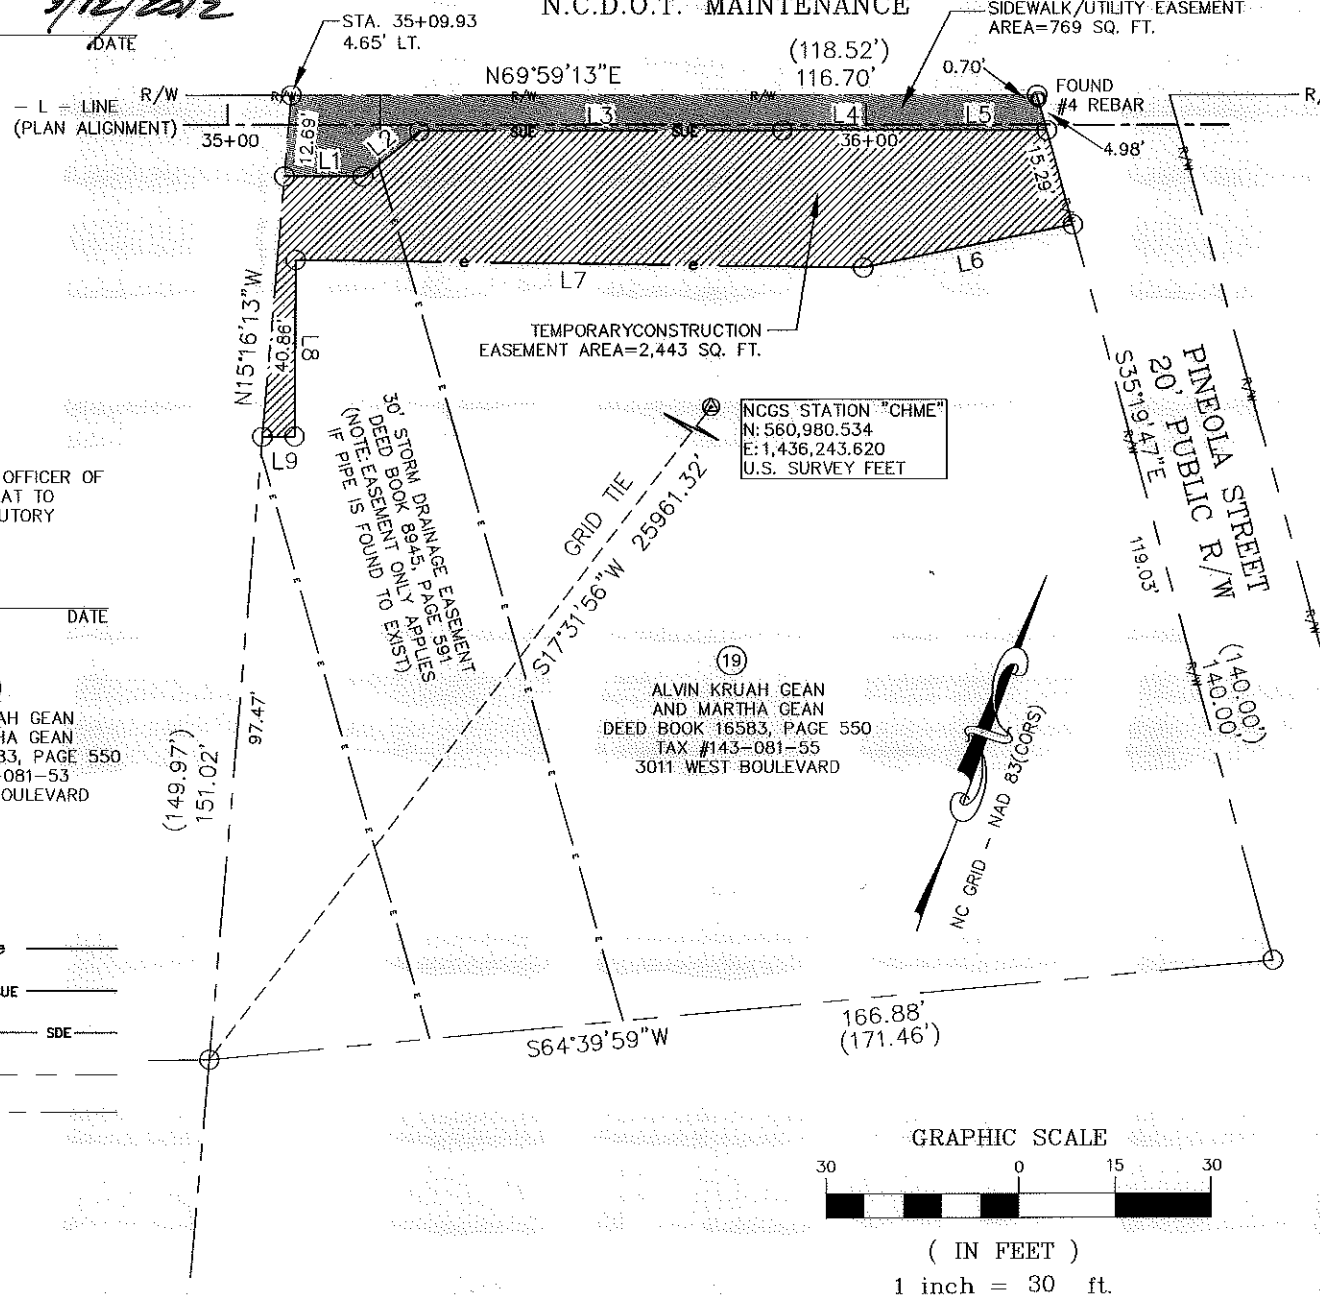 9/12/2012
DATE
N.C.D.O.T. MAINTENANCE
STA. 35+09.93
4.65' LT.
SIDEWALK/UTILITY EASEMENT
AREA=769 SQ. FT.
N69°59'13"E
(118.52')
116.70'
0.70'
FOUND
#4 REBAR
- L - LINE
(PLAN ALIGNMENT)
R/W
R/W
R/W
R/W
R/
35+00
12.69'
L1
L2
L3
L4
L5
SUE
SUE
36+00
4.98'
15.29'
R/W
R/W
e
e
L7
L6
N15°16'13"W
40.86'
L8
L9
TEMPORARYCONSTRUCTION
EASEMENT AREA=2,443 SQ. FT.
NCGS STATION "CHME"
N: 560,980.534
E: 1,436,243.620
U.S. SURVEY FEET
30' STORM DRAINAGE EASEMENT
DEED BOOK 8945, PAGE 591
(NOTE: EASEMENT ONLY APPLIES
IF PIPE IS FOUND TO EXIST)
GRID TIE
S17°31'56"W 25961.32'
PINEOLA STREET
20' PUBLIC R/W
S35°19'47"E
R/W
R/W
R/W
R/W
119.03'
(140.00')
140.00'
OFFICER OF
AT TO
UTORY
DATE
AH GEAN
HA GEAN
83, PAGE 550
-081-53
OULEVARD
97.47'
(149.97')
151.02'
19
ALVIN KRUAH GEAN
AND MARTHA GEAN
DEED BOOK 16583, PAGE 550
TAX #143-081-55
3011 WEST BOULEVARD
NC GRID - NAD 83(CORS)
E
E
E
E
E
E
E
E
E
e
UE
SDE
S64°39'59"W
166.88'
(171.46')
GRAPHIC SCALE
30 0 15 30
( IN FEET )
1 inch = 30 ft.